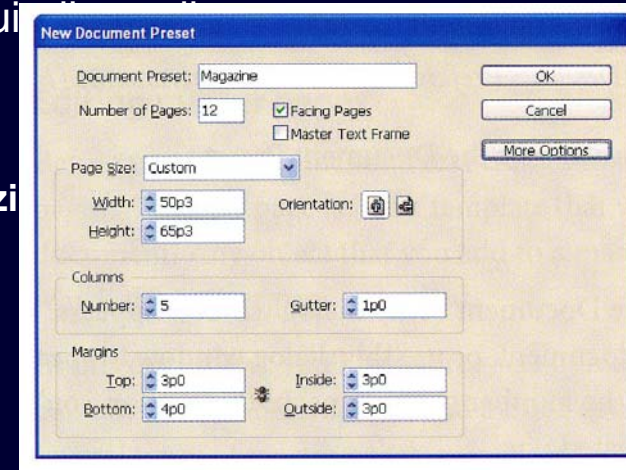 ui
New Document Preset
Document Preset: Magazine
OK
Number of Pages: 12
Facing Pages
Cancel
Master Text Frame
More Options
Page Size: Custom
zi
Width: 50p3
Orientation:
Height: 65p3
Columns
Number: 5
Gutter: 1p0
Margins
Top: 3p0
Inside: 3p0
Bottom: 4p0
Outside: 3p0